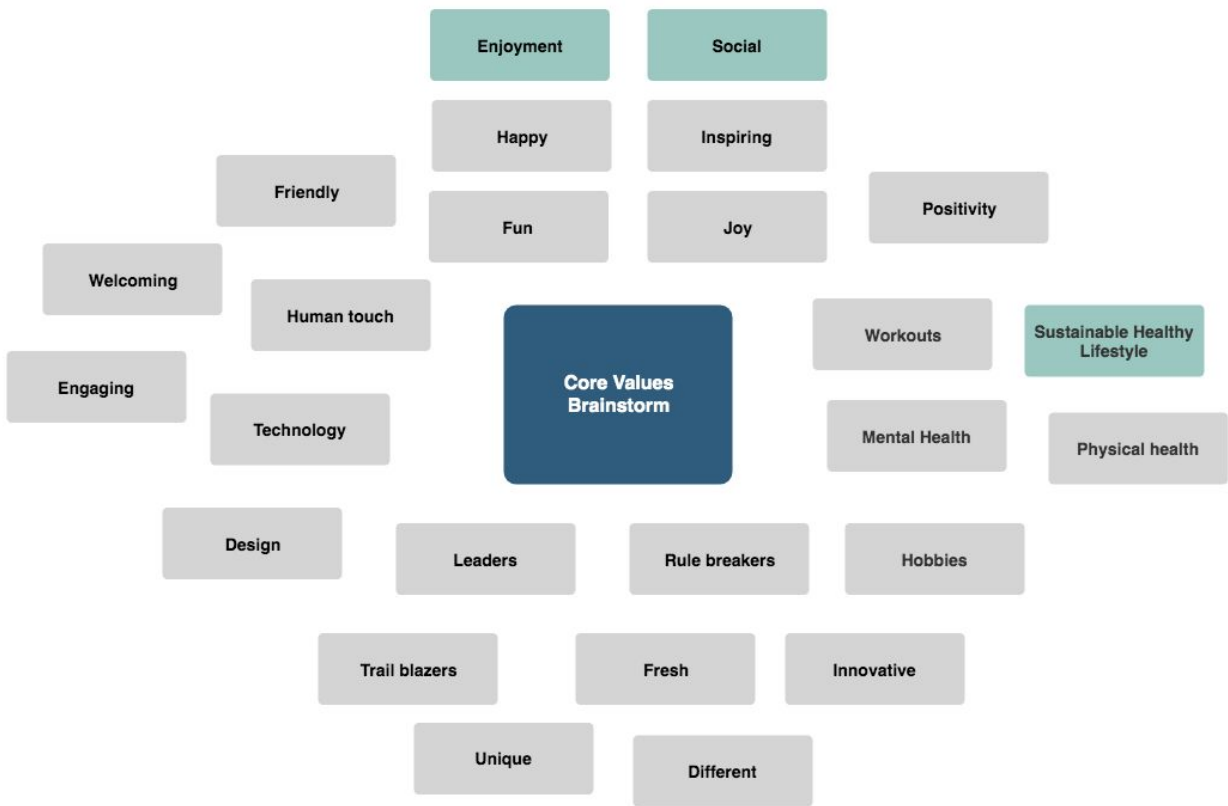 Enjoyment
Social
Happy
Inspiring
Friendly
Positivity
Fun
Joy
Welcoming
Human touch
Workouts
Sustainable Healthy
Lifestyle
Engaging
Core Values
Brainstorm
Technology
Mental Health
Physical health
Design
Leaders
Rule breakers
Hobbies
Trail blazers
Fresh
Innovative
Unique
Different